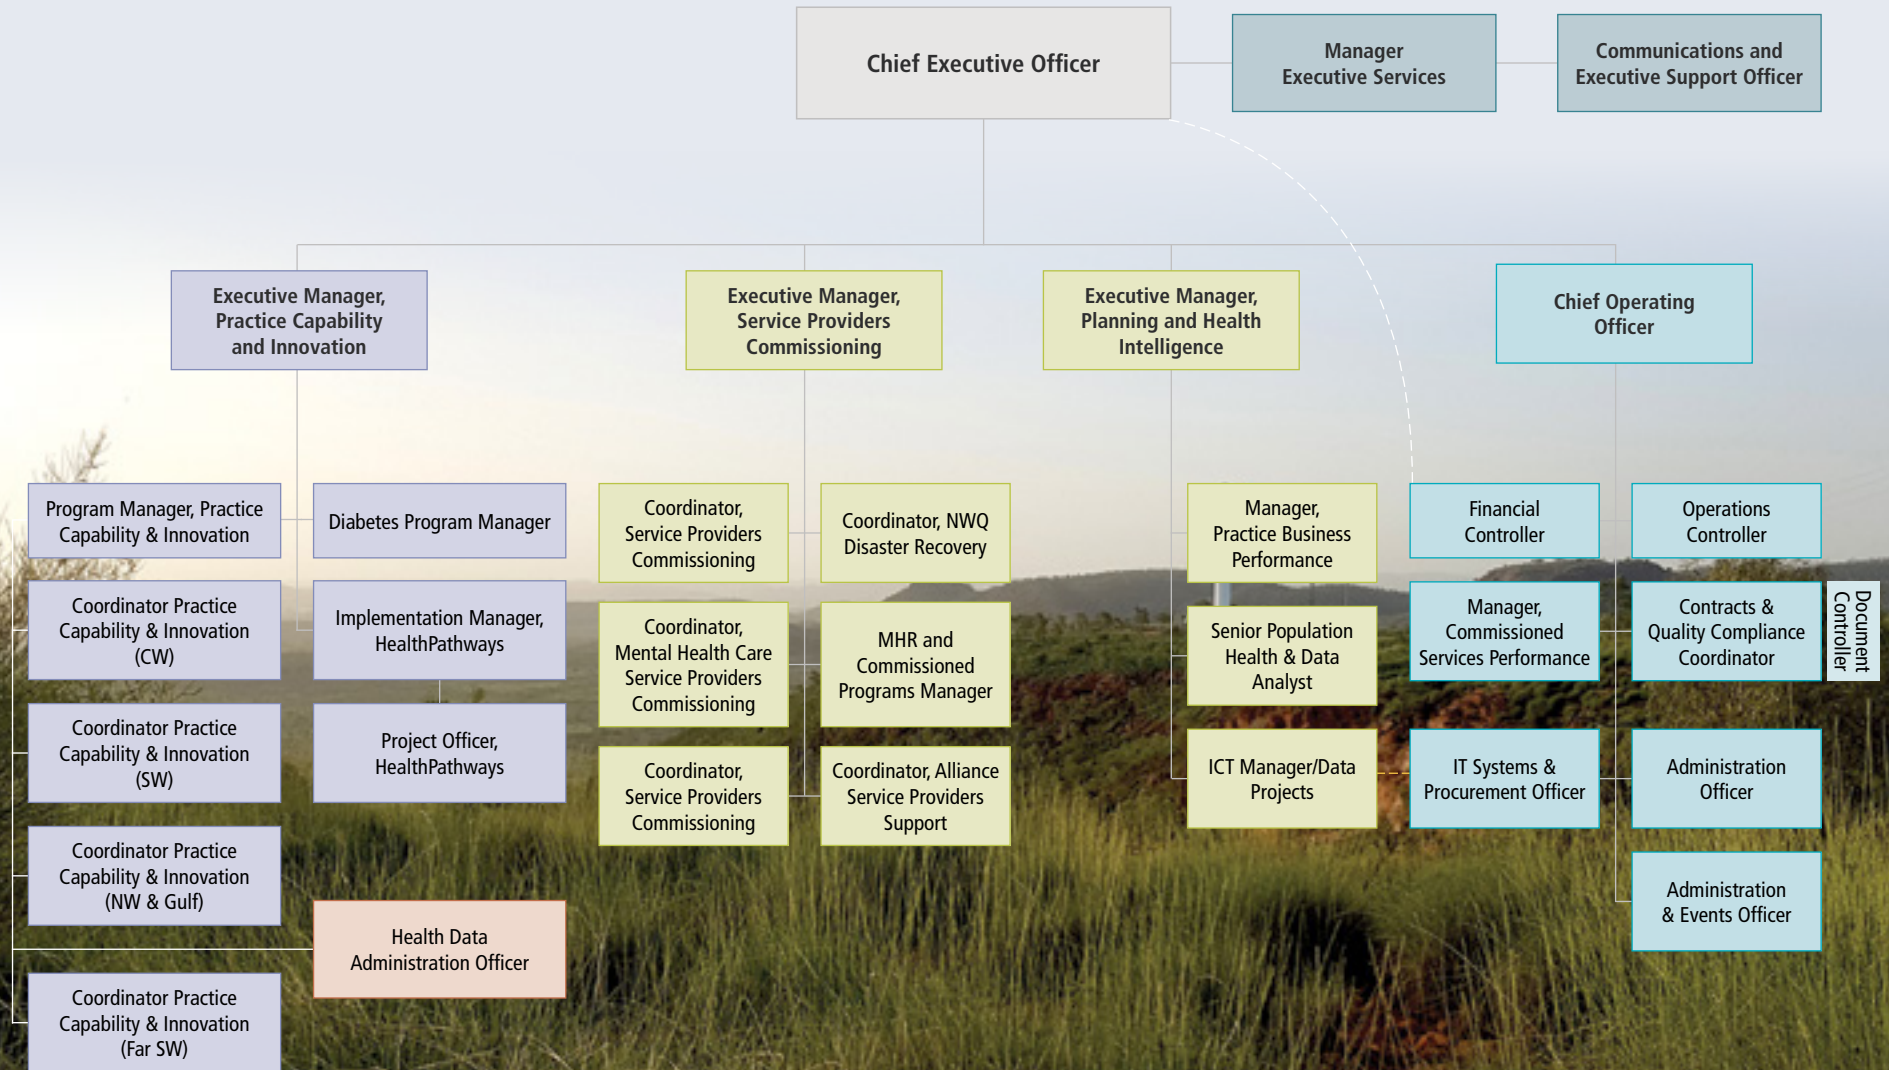 Chief Executive Officer
Manager
Executive Services
Communications and
Executive Support Officer
Executive Manager,
Practice Capability
and Innovation
Executive Manager,
Service Providers
Commissioning
Executive Manager,
Planning and Health
Intelligence
Chief Operating
Officer
Program Manager, Practice
Capability & Innovation
Diabetes Program Manager
Coordinator Practice
Capability & Innovation
(CW)
Implementation Manager,
HealthPathways
Coordinator Practice
Capability & Innovation
(SW)
Project Officer,
HealthPathways
Coordinator Practice
Capability & Innovation
(NW & Gulf)
Health Data
Administration Officer
Coordinator Practice
Capability & Innovation
(Far SW)
Coordinator,
Service Providers
Commissioning
Coordinator, NWQ
Disaster Recovery
Coordinator,
Mental Health Care
Service Providers
Commissioning
MHR and
Commissioned
Programs Manager
Coordinator,
Service Providers
Commissioning
Coordinator, Alliance
Service Providers
Support
Manager,
Practice Business
Performance
Senior Population
Health & Data
Analyst
ICT Manager/Data
Projects
Financial
Controller
Operations
Controller
Manager,
Commissioned
Services Performance
Contracts &
Quality Compliance
Coordinator
Document
Controller
IT Systems &
Procurement Officer
Administration
Officer
Administration
& Events Officer